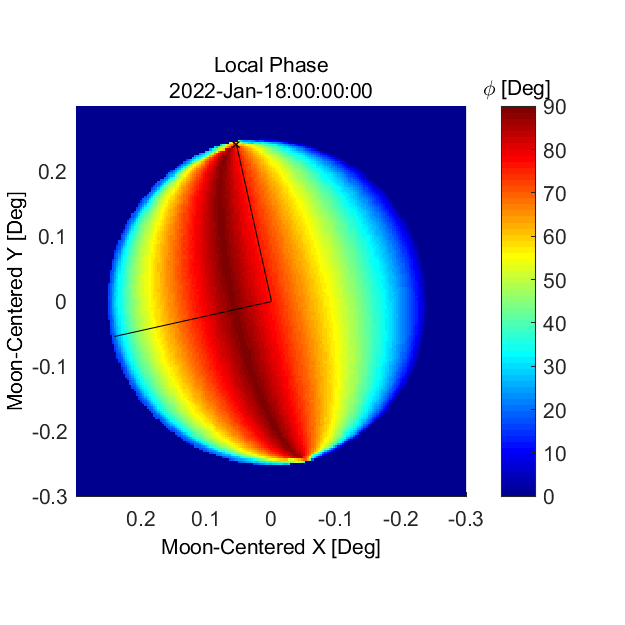 Local Phase
2022-Jan-18:00:00:00:00
ϕ [Deg]
90
80
70
60
50
40
30
20
10
0
Moon-Centered Y [Deg]
0.2
0.1
0
-0.1
-0.2
-0.3
0.2 0.1 0 -0.1 -0.2 -0.3
Moon-Centered X [Deg]